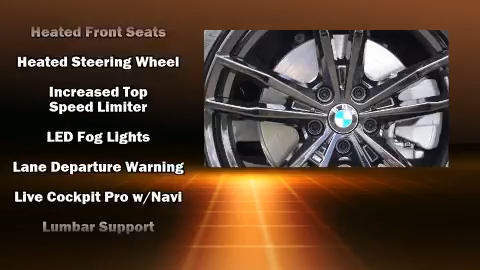 Heated Front Seats
Heated Steering Wheel
Increased Top
Speed Limiter
LED Fog Lights
Lane Departure Warning
Live Cockpit Pro w/Navi
Lumbar Support